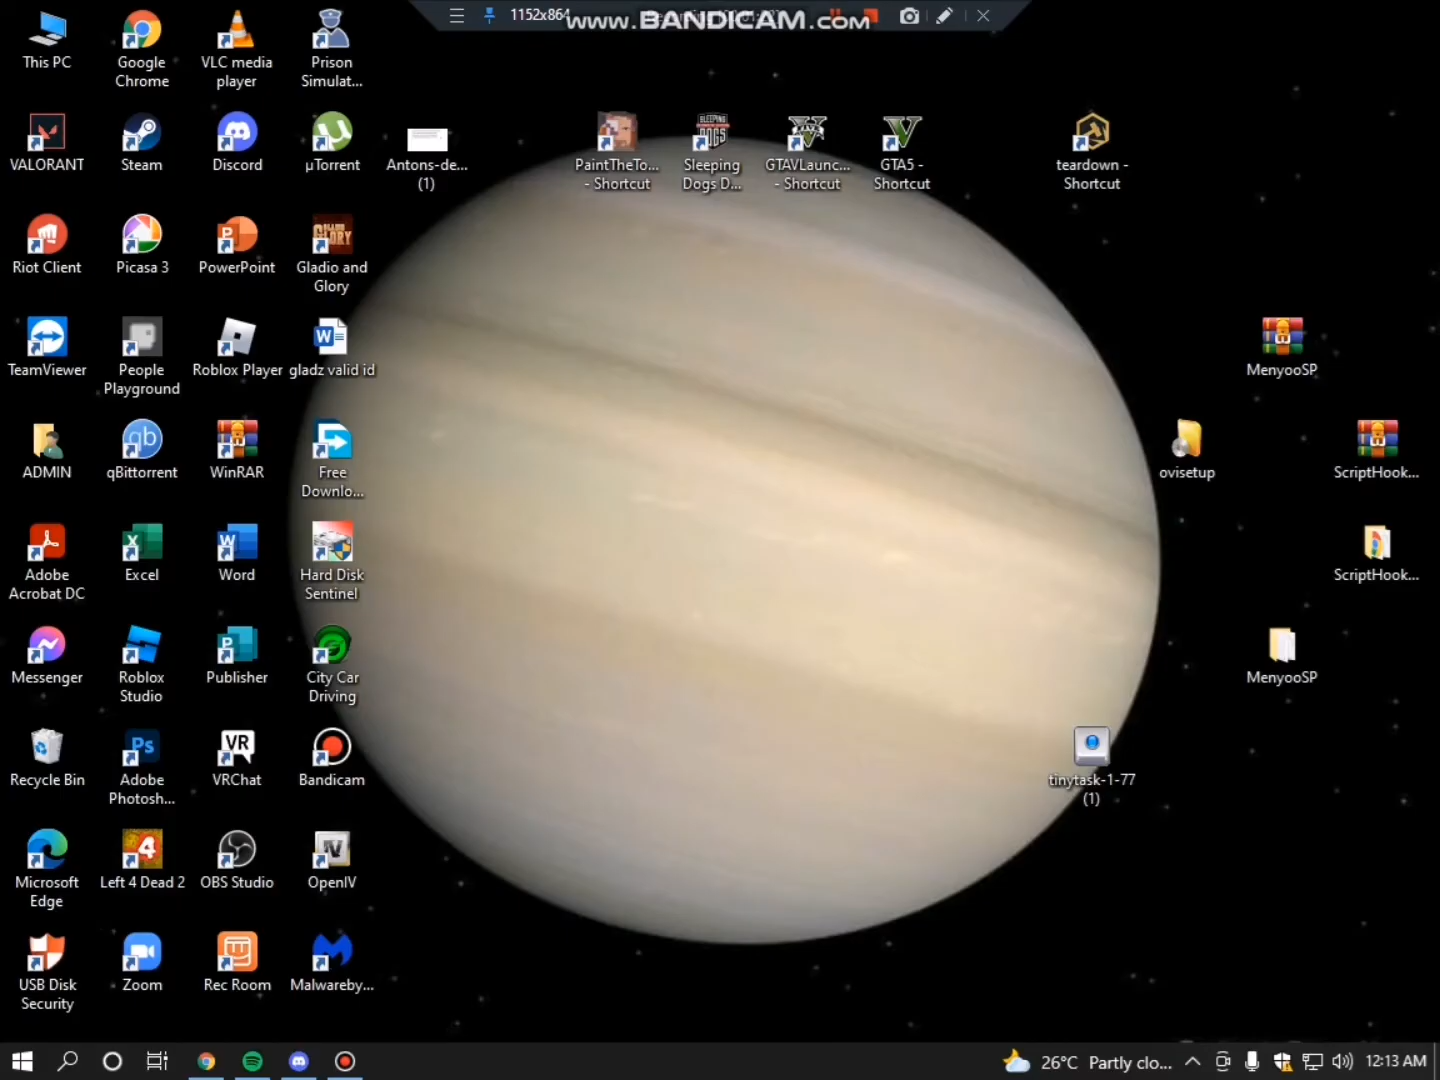 1152x864
www.BANDICAM.com
This PC
Google Chrome
VLC media player
Prison Simulat...
VALORANT
Steam
Discord
µTorrent
Antons-de... (1)
PaintTheTo... - Shortcut
SLEEPING DOGS
Sleeping Dogs D...
GTAVLaunc... - Shortcut
GTA5 - Shortcut
teardown - Shortcut
Riot Client
Picasa 3
PowerPoint
GLORY
Gladio and Glory
TeamViewer
People Playground
Roblox Player
gladz valid id
MenyooSP
ADMIN
qBittorrent
WinRAR
Free Downlo...
ovisetup
ScriptHook...
Adobe Acrobat DC
Excel
Word
Hard Disk Sentinel
ScriptHook...
Messenger
Roblox Studio
Publisher
City Car Driving
MenyooSP
Recycle Bin
Adobe Photosh...
VRChat
Bandicam
tinytask-1-77 (1)
Microsoft Edge
Left 4 Dead 2
OBS Studio
OpenIV
USB Disk Security
Zoom
Rec Room
Malwareby...
26°C Partly clo...
12:13 AM